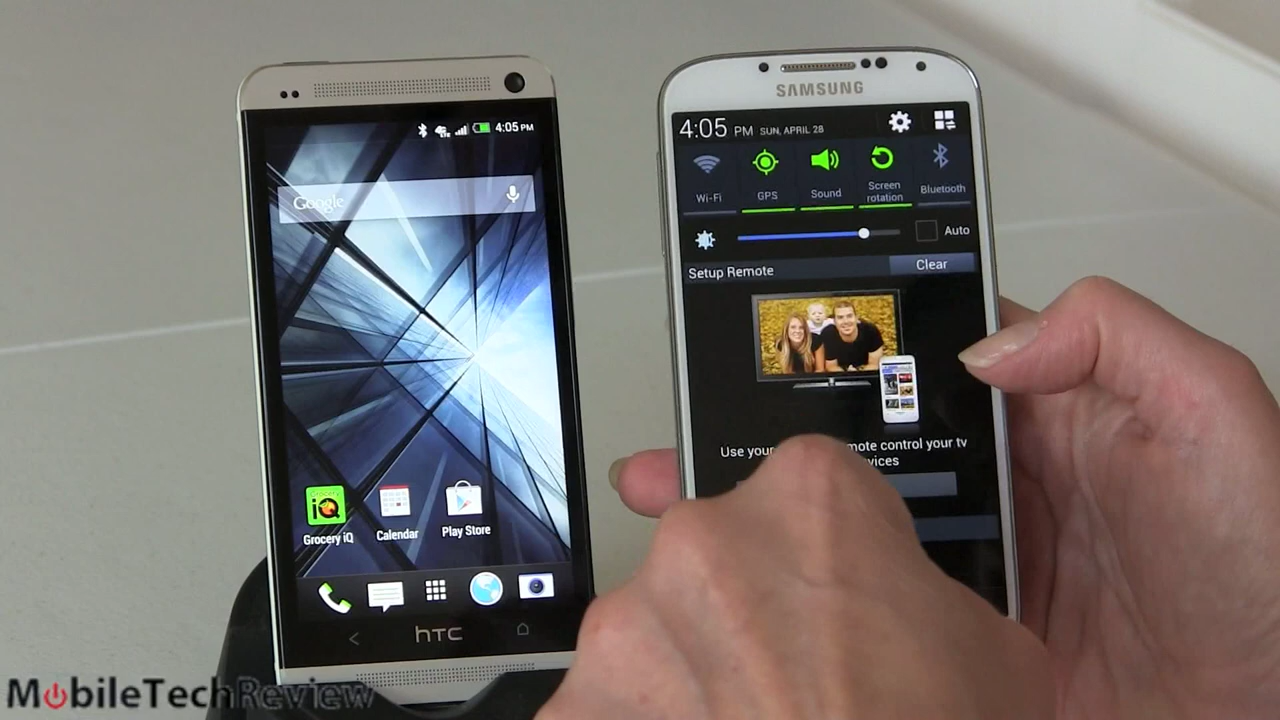 4:05 PM
Google
Grocery iQ
Calendar
Play Store
hTC
SAMSUNG
4:05 PM SUN, APRIL 28
Wi-Fi
GPS
Sound
Screen rotation
Bluetooth
Auto
Setup Remote
Clear
Use your mote control your tv
vices
MobileTechReview